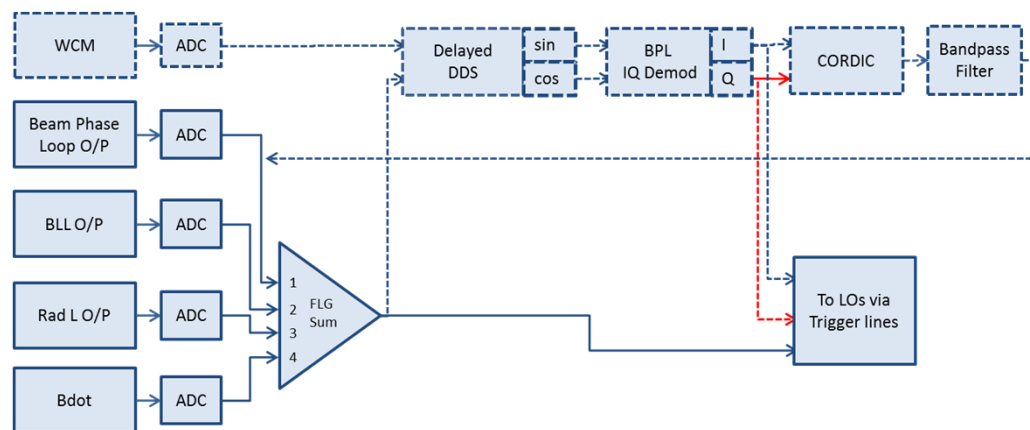 WCM
ADC
Delayed
DDS
sin
cos
BPL
IQ Demod
I
Q
CORDIC
Bandpass
Filter
Beam Phase
Loop O/P
ADC
BLL O/P
ADC
Rad L O/P
ADC
Bdot
ADC
1
2
3
4
FLG
Sum
To LOs via
Trigger lines